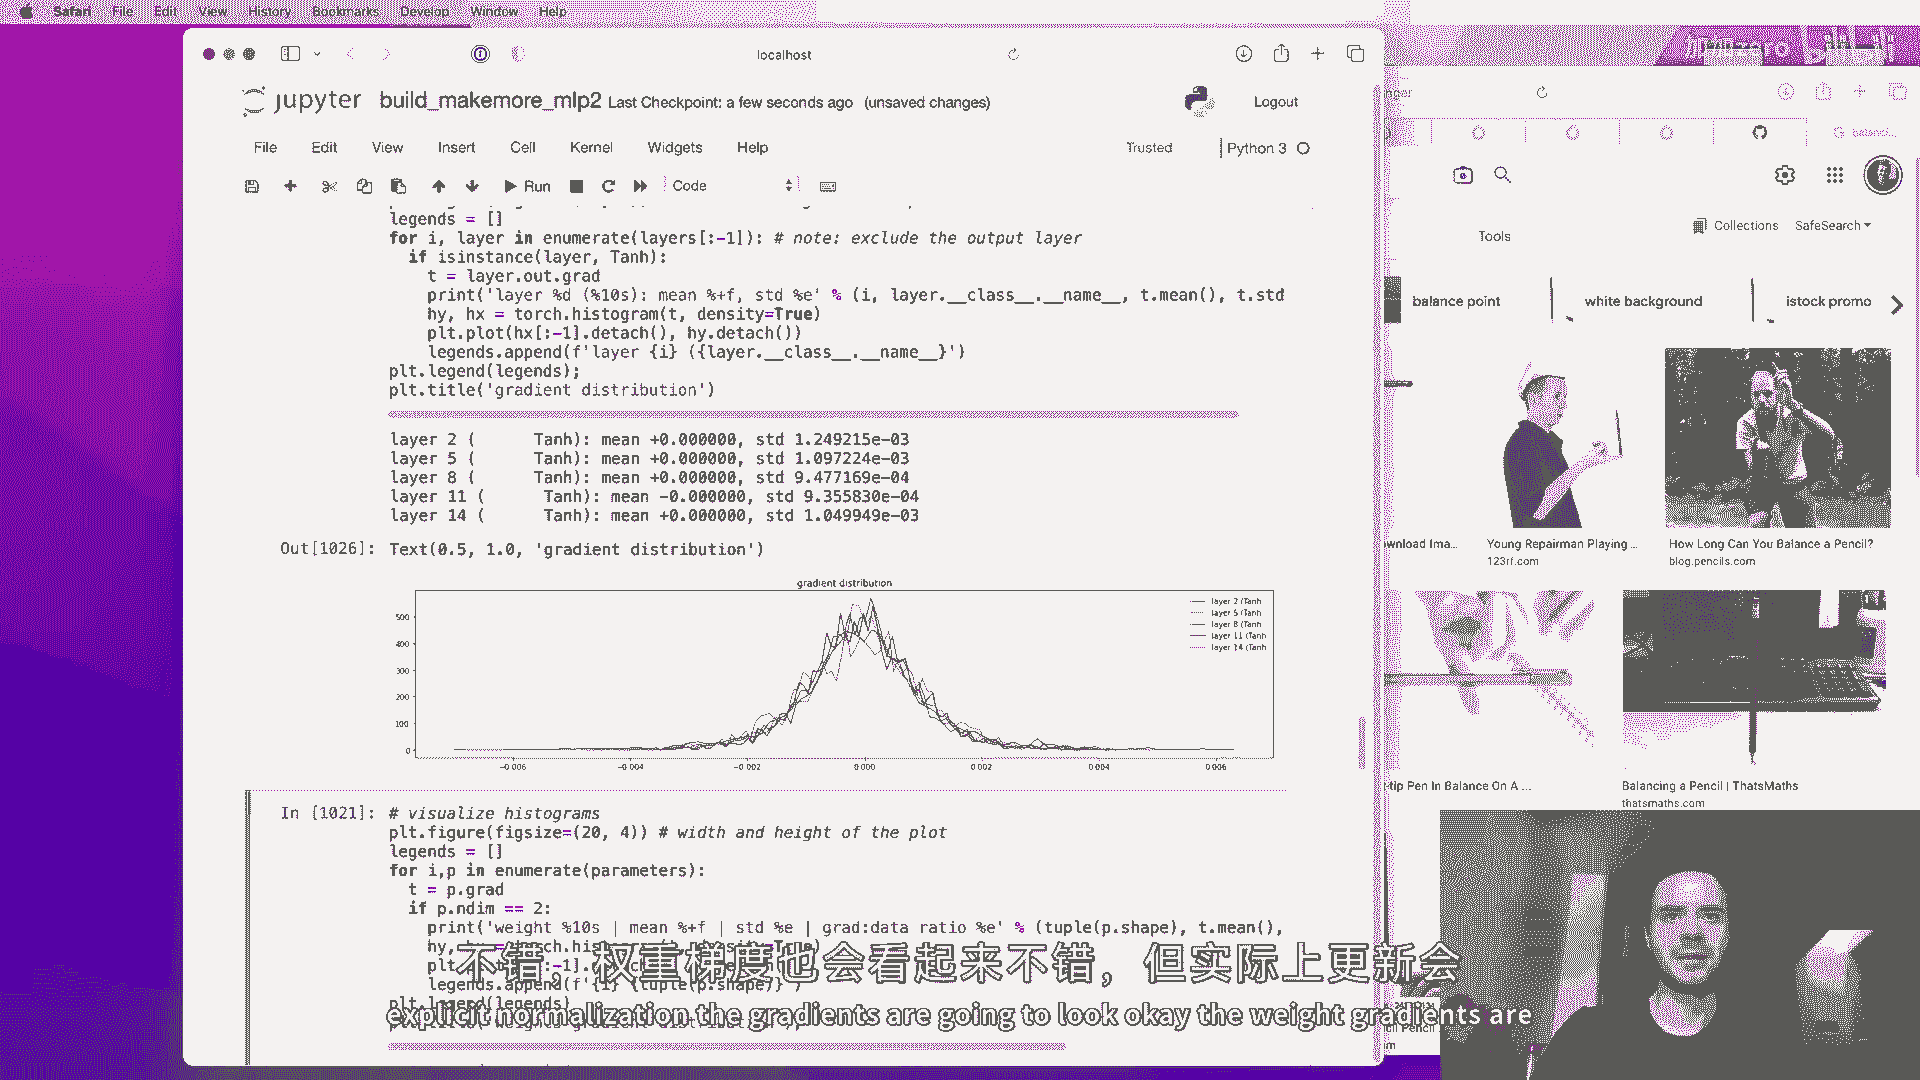 Safari File Edit View History Bookmarks Develop Window Help
localhost
jupyter build_makemore_mlp2 Last Checkpoint: a few seconds ago (unsaved changes)
Logout
File Edit View Insert Cell Kernel Widgets Help
Trusted
Python 3
Run
Code
legends = []
for i, layer in enumerate(layers[:-1]): # note: exclude the output layer
if isinstance(layer, Tanh):
t = layer.out.grad
print('layer %d (%10s): mean %+f, std %e' % (i, layer.__class__.__name__, t.mean(), t.std
hy, hx = torch.histogram(t, density=True)
plt.plot(hx[:-1].detach(), hy.detach())
legends.append(f'layer {i} ({layer.__class__.__name__}')
plt.legend(legends);
plt.title('gradient distribution')
layer 2 ( Tanh): mean +0.000000, std 1.249215e-03
layer 5 ( Tanh): mean +0.000000, std 1.097224e-03
layer 8 ( Tanh): mean +0.000000, std 9.477169e-04
layer 11 ( Tanh): mean -0.000000, std 9.355830e-04
layer 14 ( Tanh): mean +0.000000, std 1.049949e-03
Out[1026]: Text(0.5, 1.0, 'gradient distribution')
gradient distribution
layer 2 (Tanh
layer 5 (Tanh
layer 8 (Tanh
layer 11 (Tanh
layer 14 (Tanh
500
400
300
200
100
0
-0.006 -0.004 -0.002 0.000 0.002 0.004 0.006
In [1021]: # visualize histograms
plt.figure(figsize=(20, 4)) # width and height of the plot
legends = []
for i,p in enumerate(parameters):
t = p.grad
if p.ndim == 2:
print('weight %10s | mean %+f | std %e | grad:data ratio %e' % (tuple(p.shape), t.mean(),
legends.append(f'{i} {tuple(p.shape)}
plt.legend(legends)
不错，权重梯度也会看起来不错，但实际上更新会
explicit normalization the gradients are going to look okay the weight gradients are
Tools
Collections SafeSearch
balance point
white background
istock promo
wnload Ima...
Young Repairman Playing ...
123rf.com
How Long Can You Balance a Pencil?
blog.pencils.com
tip Pen In Balance On A ...
Balancing a Pencil | ThatsMaths
thatsmaths.com